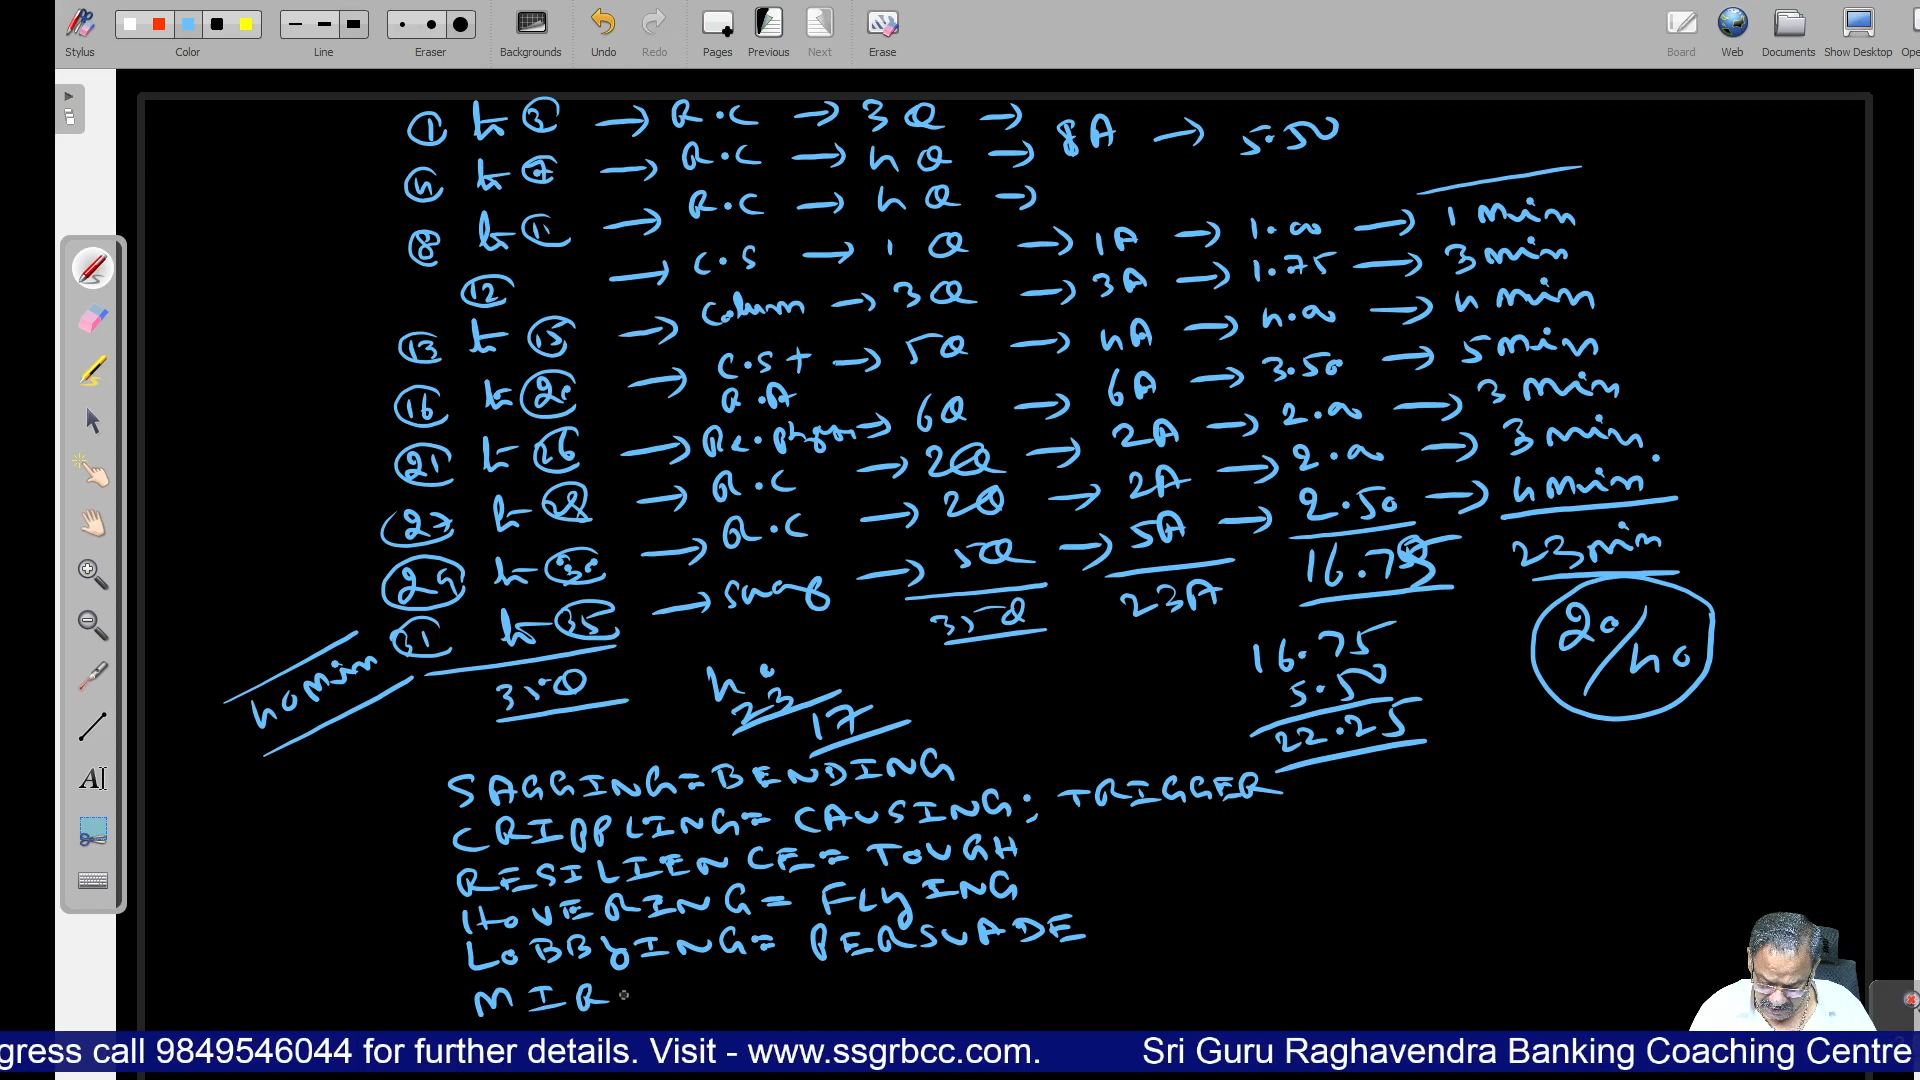 Stylus Color Line Eraser Backgrounds Undo Redo Pages Previous Next Erase Board Web Documents Show Desktop Ope
1 to 3 → R.C → 3Q →
4 to 7 → R.C → 4Q → 8A → 5.50
8 to 11 → R.C → 4Q →
12 → C.S → 1Q → 1A → 1.00 → 1 min
13 to 15 → Column → 3Q → 3A → 1.75 → 3 min
16 to 20 → C.S + R.A → 5Q → 4A → 4.00 → 4 min
21 to 26 → Re.phra → 6Q → 6A → 3.50 → 5 min
27 to 28 → R.C → 2Q → 2A → 2.00 → 3 min
29 to 30 → R.C → 2Q → 2A → 2.00 → 3 min.
31 to 35 → swap → 5Q → 5A → 2.50 → 4 min
40 min 35Q 35Q 23A 16.75 23 min
40
23
17
16.75
5.50
22.25
20/40
SAGGING = BENDING
CRIPPLING = CAUSING; TRIGGER
RESILIENCE = TOUGH
HOVERING = FLYING
LOBBYING = PERSUADE
MIR
gress call 9849546044 for further details. Visit - www.ssgrbcc.com. Sri Guru Raghavendra Banking Coaching Centre